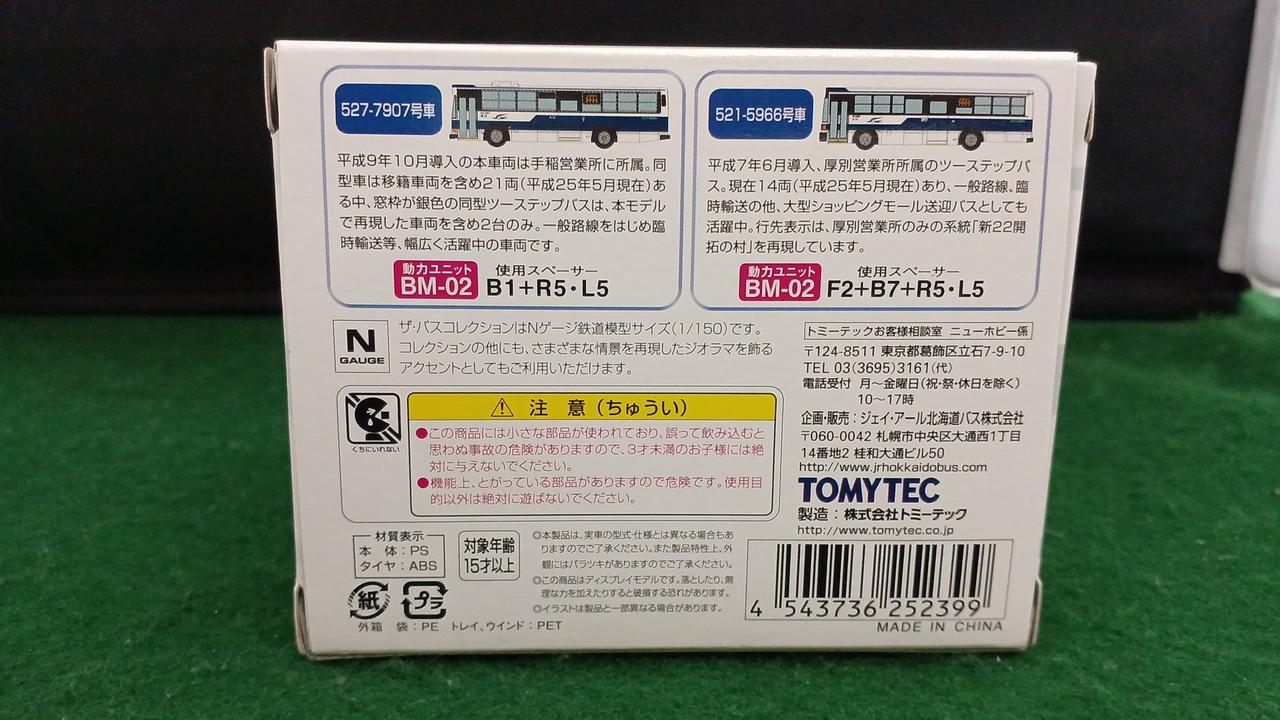 527-7907号車
平成9年10月導入の本車両は手稲営業所に所属。同
型車は移籍車両を含め21両(平成25年5月現在)あ
る中、窓枠が銀色の同型ツーステップバスは、本モデル
で再現した車両を含め2台のみ。一般路線をはじめ臨
時輸送等、幅広く活躍中の車両です。
動力ユニット 使用スペーサー
BM-02 B1+R5・L5
521-5966号車
平成7年6月導入、厚別営業所所属のツーステップバ
ス。現在14両(平成25年5月現在)あり、一般路線、臨
時輸送の他、大型ショッピングモール送迎バスとしても
活躍中。行先表示は、厚別営業所のみの系統「新22開
拓の村」を再現しています。
動力ユニット 使用スペーサー
BM-02 F2+B7+R5・L5
N
GAUGE
ザ・バスコレクションはNゲージ鉄道模型サイズ(1/150)です。
コレクションの他にも、さまざまな情景を再現したジオラマを飾る
アクセントとしてもご利用いただけます。
くちにいれない
注 意(ちゅうい)
●この商品には小さな部品が使われており、誤って飲み込むと
思わぬ事故の危険がありますので、3才未満のお子様には絶
対に与えないでください。
●機能上、とがっている部品がありますので危険です。使用目
的以外は絶対に遊ばないでください。
材質表示
本 体:PS
タイヤ:ABS
対象年齢
15才以上
◎本製品は、実車の型式・仕様とは異なる場合もあ
りますのでご了承ください。また製品特性上、外
観にはバラツキがありますのでご了承ください。
◎この商品はディスプレイモデルです。落としたり、無
理な力を加えたりすると破損する恐れがあります。
◎イラストは製品と一部異なる場合があります。
紙 プラ
外箱 袋:PE トレイ、ウインド:PET
トミーテックお客様相談室 ニューホビー係
〒124-8511 東京都葛飾区立石7-9-10
TEL 03(3695)3161(代)
電話受付 月～金曜日(祝・祭・休日を除く)
10～17時
企画・販売:ジェイ・アール北海道バス株式会社
〒060-0042 札幌市中央区大通西1丁目
14番地2 桂和大通ビル50
http://www.jrhokkaidobus.com
TOMYTEC
製造:株式会社トミーテック
http://www.tomytec.co.jp
4 543736 252399
MADE IN CHINA